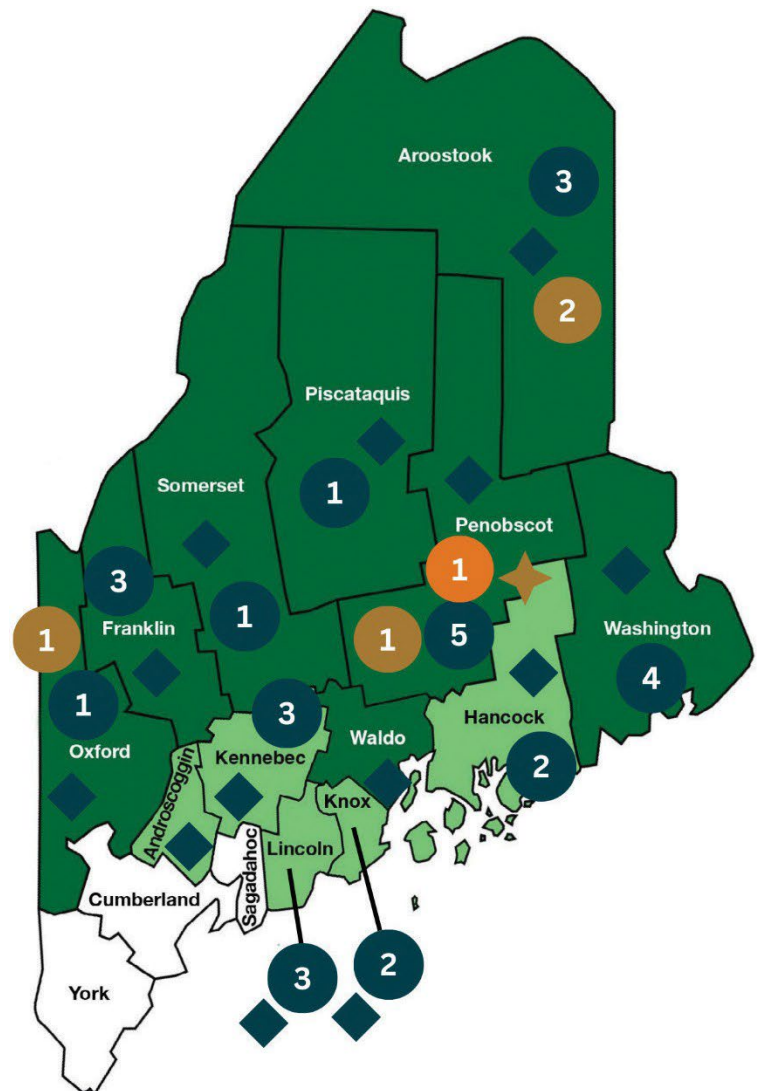 Aroostook
3
2
Piscataquis
1
Somerset
Penobscot
1
3
1
Franklin
1
1
5
Washington
4
1
Oxford
3
Kennebec
Waldo
Hancock
2
Androscoggin
Knox
Lincoln
Sagadahoc
Cumberland
3
2
York